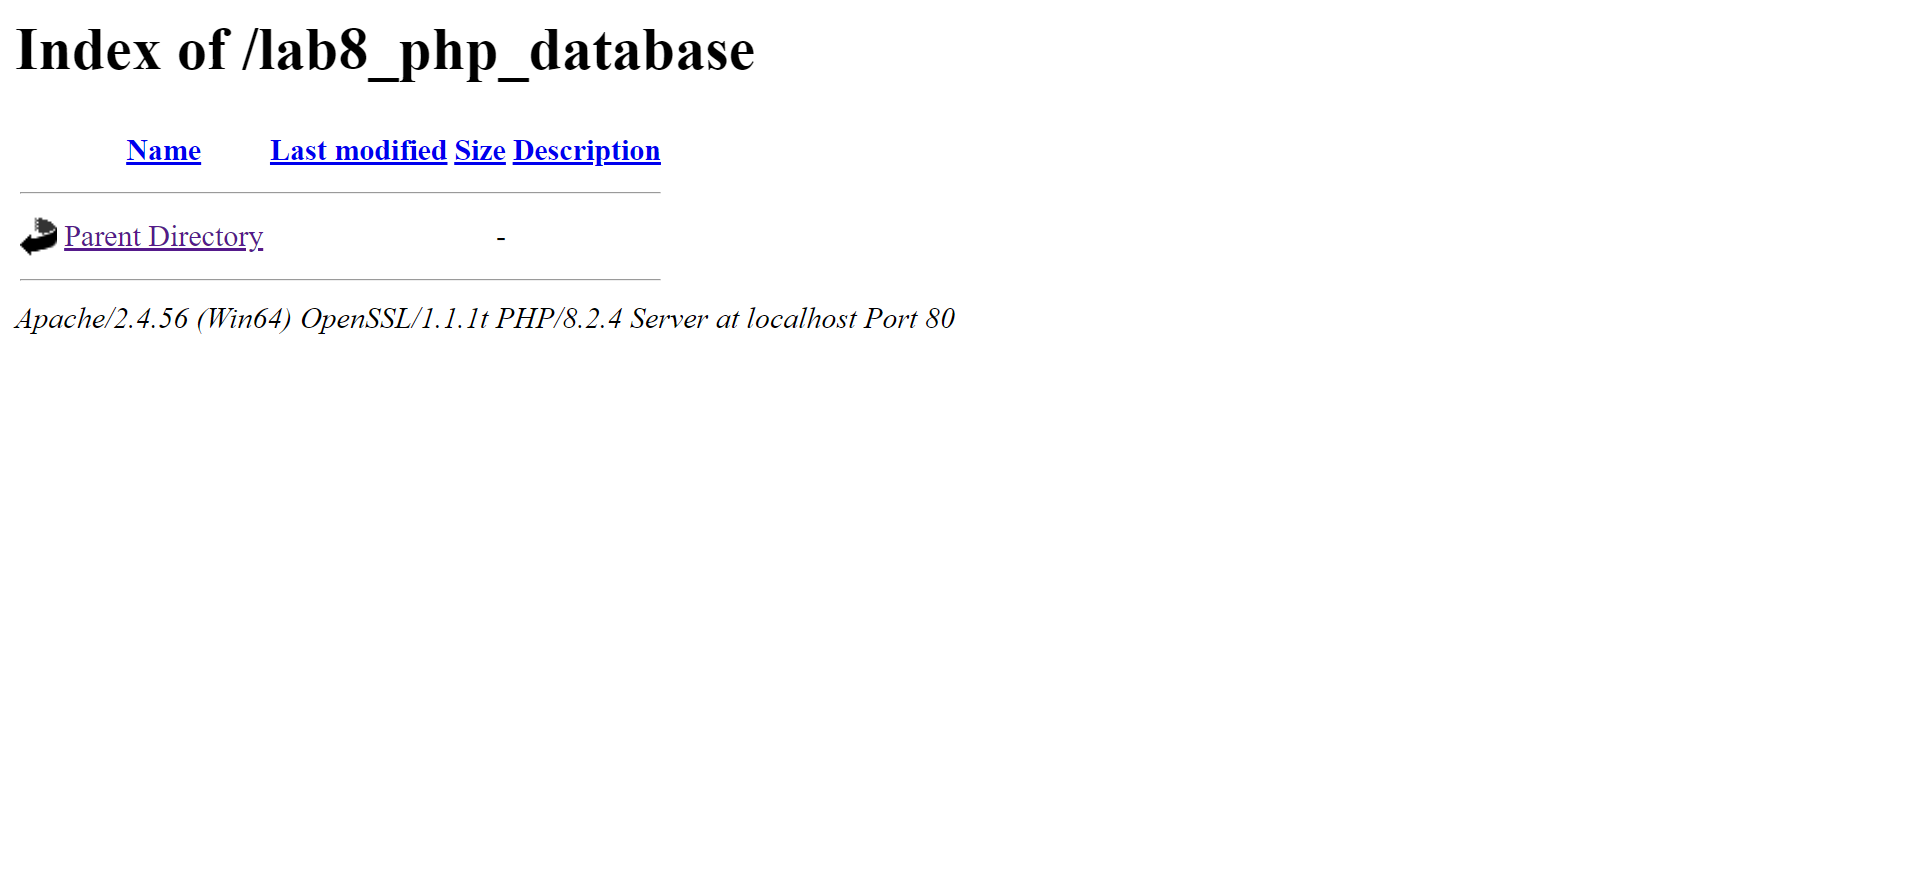 Index of /lab8_php_database
Name Last modified Size Description
Parent Directory -
Apache/2.4.56 (Win64) OpenSSL/1.1.1t PHP/8.2.4 Server at localhost Port 80